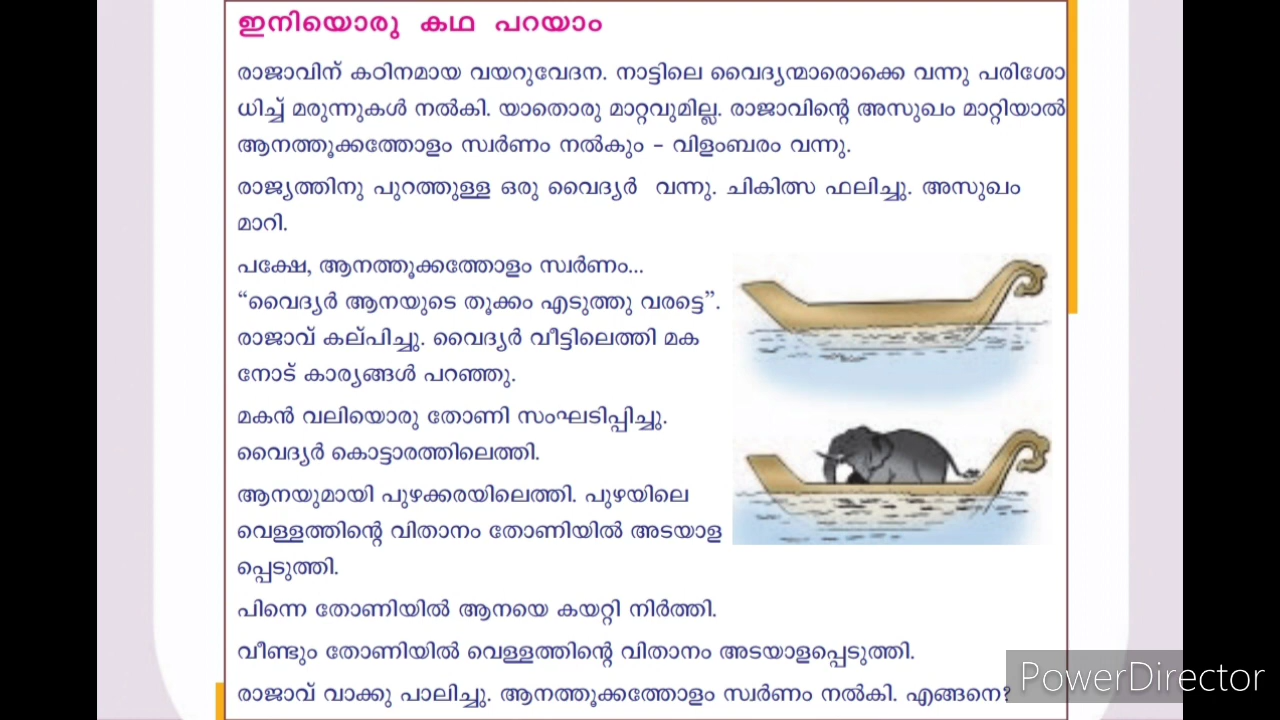 ഇനിയൊരു കഥ പറയാം
രാജാവിന് കഠിനമായ വയറുവേദന. നാട്ടിലെ വൈദ്യന്മാരൊക്കെ വന്നു പരിശോ
ധിച്ച് മരുന്നുകൾ നൽകി. യാതൊരു മാറ്റവുമില്ല. രാജാവിന്റെ അസുഖം മാറ്റിയാൽ
ആനത്തൂക്കത്തോളം സ്വർണം നൽകും – വിളംബരം വന്നു.
രാജ്യത്തിനു പുറത്തുള്ള ഒരു വൈദ്യർ വന്നു. ചികിത്സ ഫലിച്ചു. അസുഖം
മാറി.
പക്ഷേ, ആനത്തൂക്കത്തോളം സ്വർണം...
“വൈദ്യർ ആനയുടെ തൂക്കം എടുത്തു വരട്ടെ”.
രാജാവ് കല്പിച്ചു. വൈദ്യർ വീട്ടിലെത്തി മക
നോട് കാര്യങ്ങൾ പറഞ്ഞു.
മകൻ വലിയൊരു തോണി സംഘടിപ്പിച്ചു.
വൈദ്യർ കൊട്ടാരത്തിലെത്തി.
ആനയുമായി പുഴക്കരയിലെത്തി. പുഴയിലെ
വെള്ളത്തിന്റെ വിതാനം തോണിയിൽ അടയാള
പ്പെടുത്തി.
പിന്നെ തോണിയിൽ ആനയെ കയറ്റി നിർത്തി.
വീണ്ടും തോണിയിൽ വെള്ളത്തിന്റെ വിതാനം അടയാളപ്പെടുത്തി.
രാജാവ് വാക്കു പാലിച്ചു. ആനത്തൂക്കത്തോളം സ്വർണം നൽകി. എങ്ങനെ?
PowerDirector